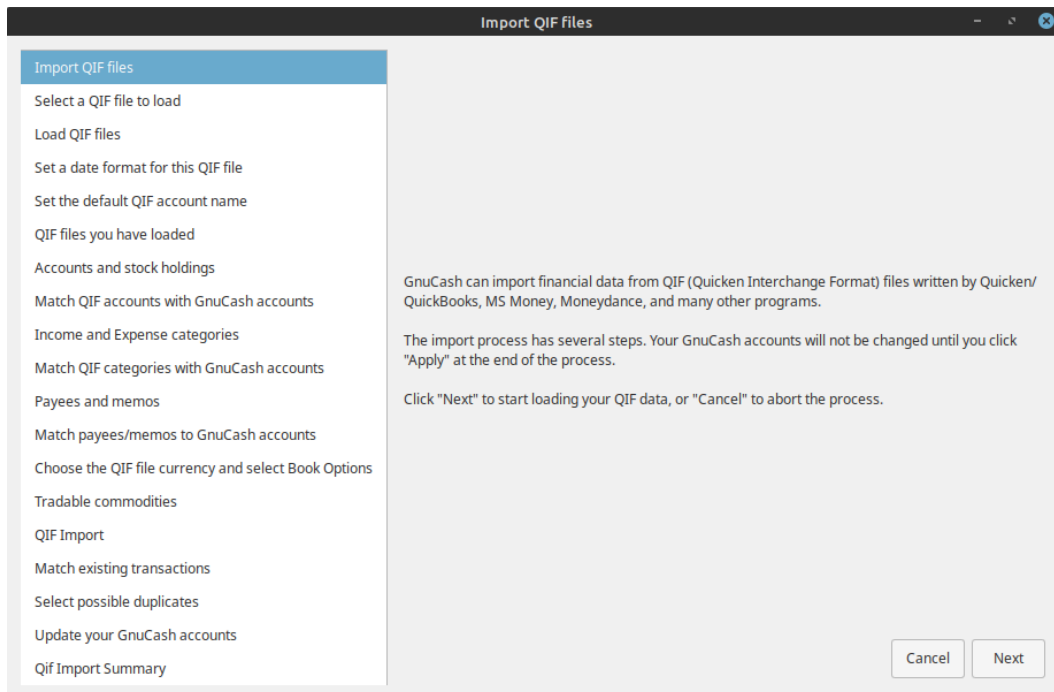 Import QIF files
Import QIF files
Select a QIF file to load
Load QIF files
Set a date format for this QIF file
Set the default QIF account name
QIF files you have loaded
Accounts and stock holdings
Match QIF accounts with GnuCash accounts
Income and Expense categories
Match QIF categories with GnuCash accounts
Payees and memos
Match payees/memos to GnuCash accounts
Choose the QIF file currency and select Book Options
Tradable commodities
QIF Import
Match existing transactions
Select possible duplicates
Update your GnuCash accounts
Qif Import Summary
GnuCash can import financial data from QIF (Quicken Interchange Format) files written by Quicken/
QuickBooks, MS Money, Moneydance, and many other programs.
The import process has several steps. Your GnuCash accounts will not be changed until you click
"Apply" at the end of the process.
Click "Next" to start loading your QIF data, or "Cancel" to abort the process.
Cancel
Next